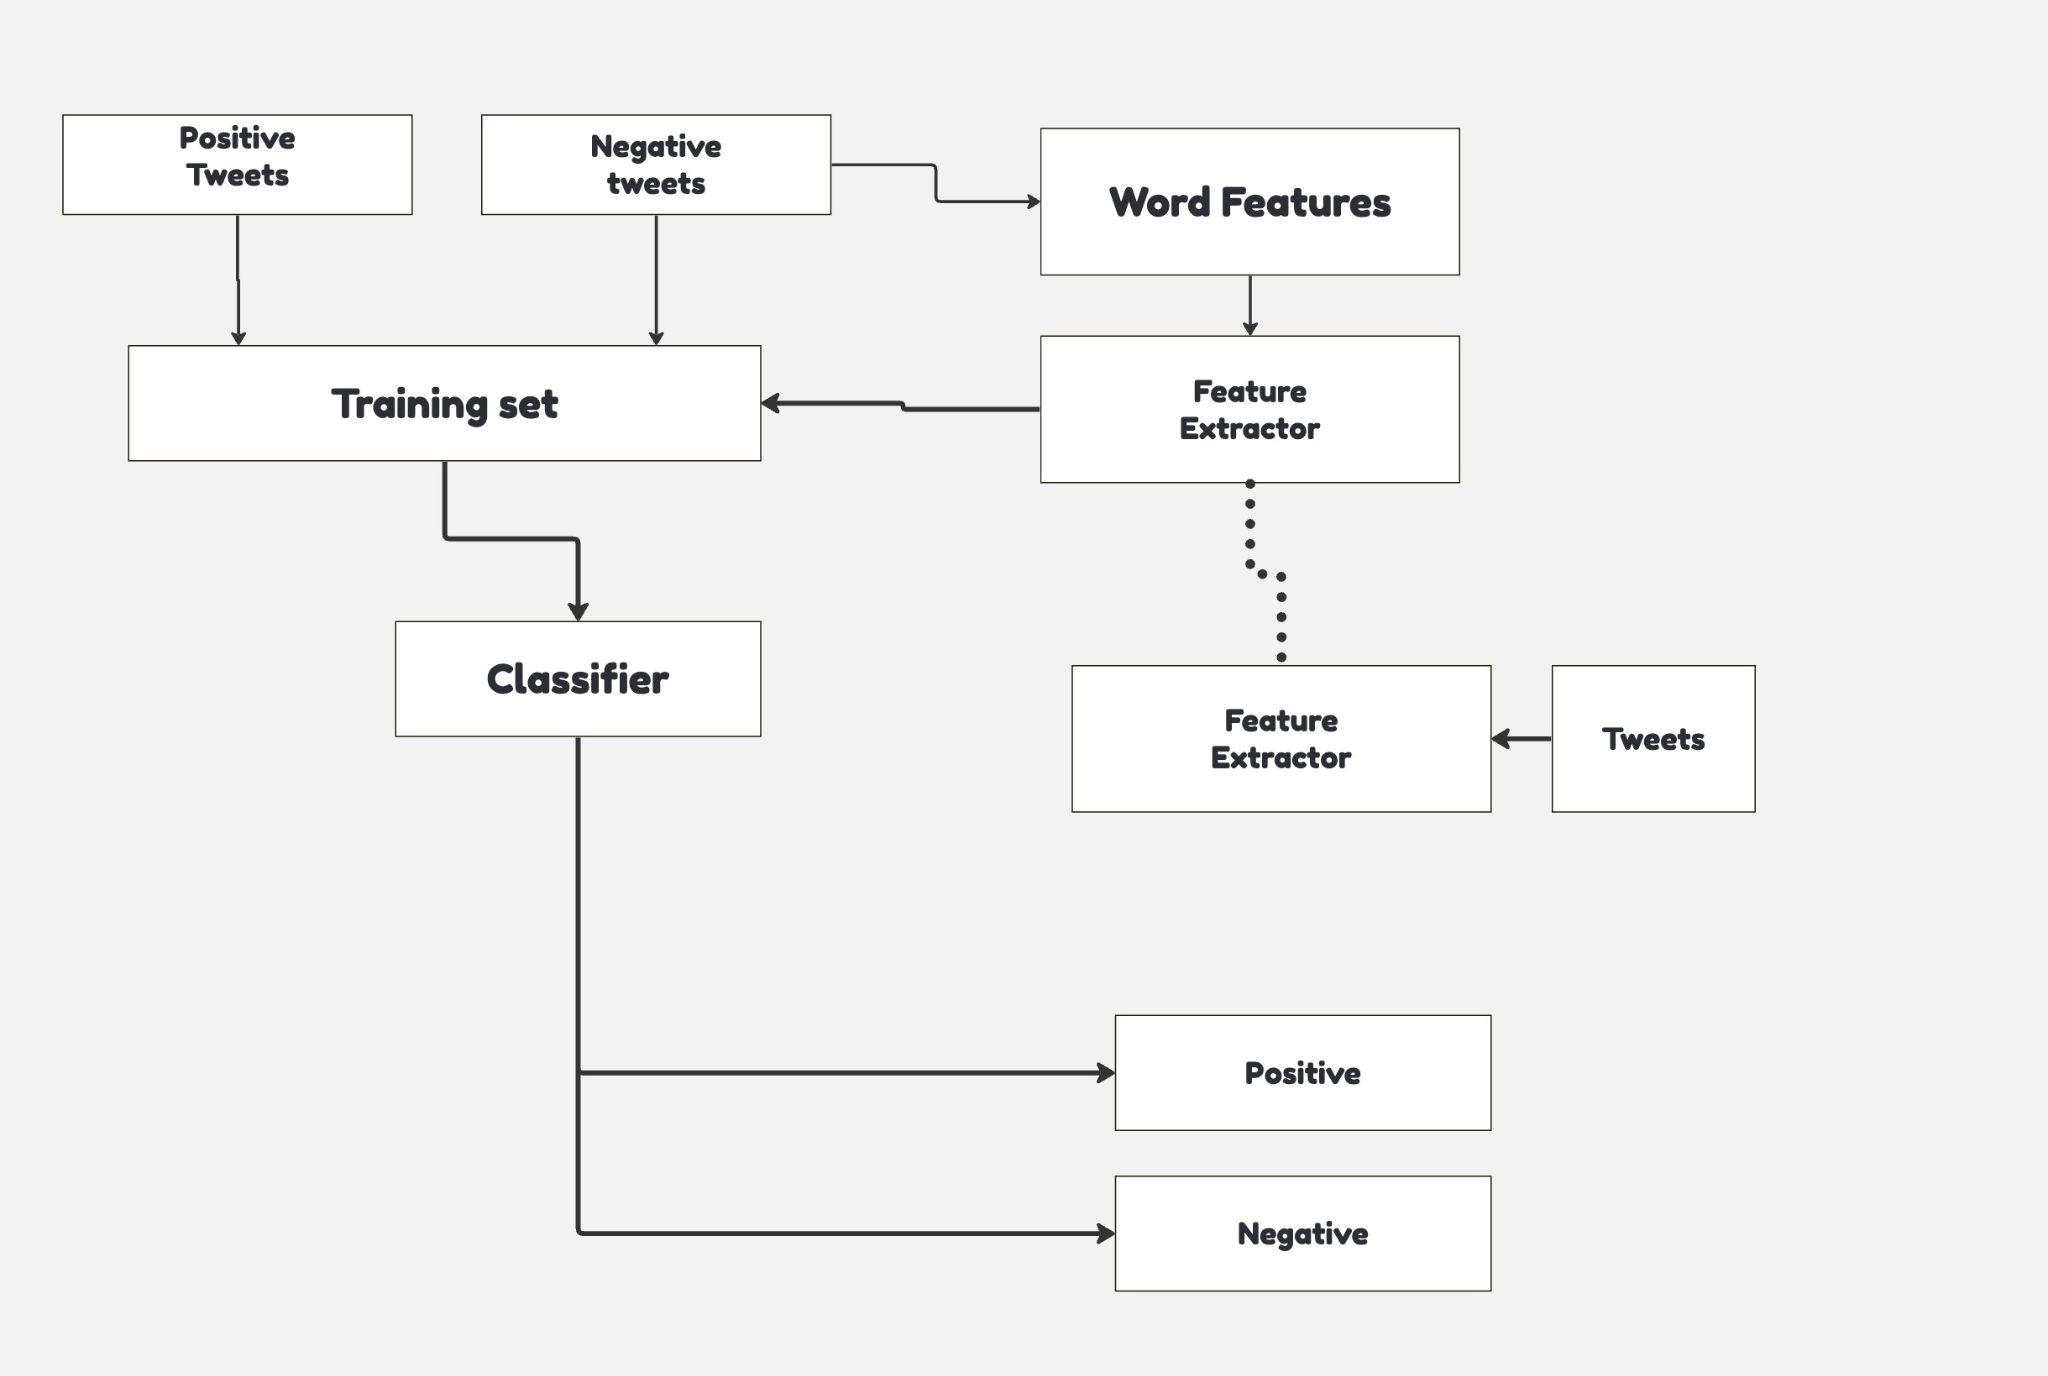 Positive
Tweets
Negative
tweets
Word Features
Training set
Feature
Extractor
Classifier
Feature
Extractor
Tweets
Positive
Negative